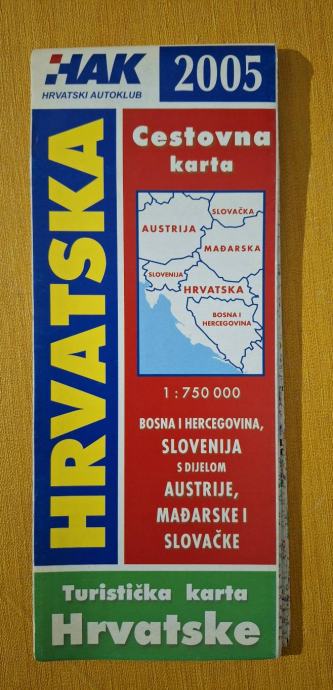 HAK
HRVATSKI AUTOKLUB
2005
HRVATSKA
Cestovna
karta
SLOVAČKA
AUSTRIJA
MAĐARSKA
SLOVENIJA
HRVATSKA
BOSNA I
HERCEGOVINA
1 : 750 000
BOSNA I HERCEGOVINA,
SLOVENIJA
S DIJELOM
AUSTRIJE,
MAĐARSKE I
SLOVAČKE
Turistička karta
Hrvatske